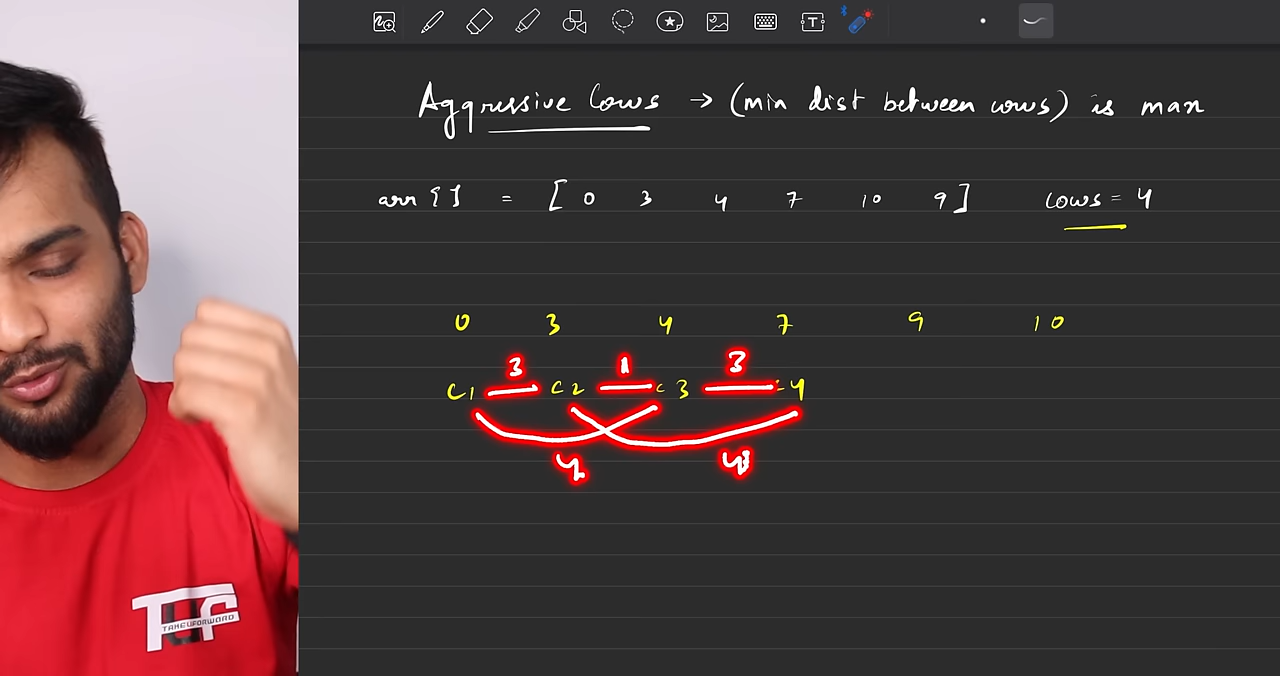 Aggressive Cows → (min dist between cows) is max
arr[] = [ 0 3 4 7 10 9 ] cows = 4
0 3 4 7 9 10
3 1 3
C1 C2 C3 C4
4 4
TUF
TAKEUFORWARD